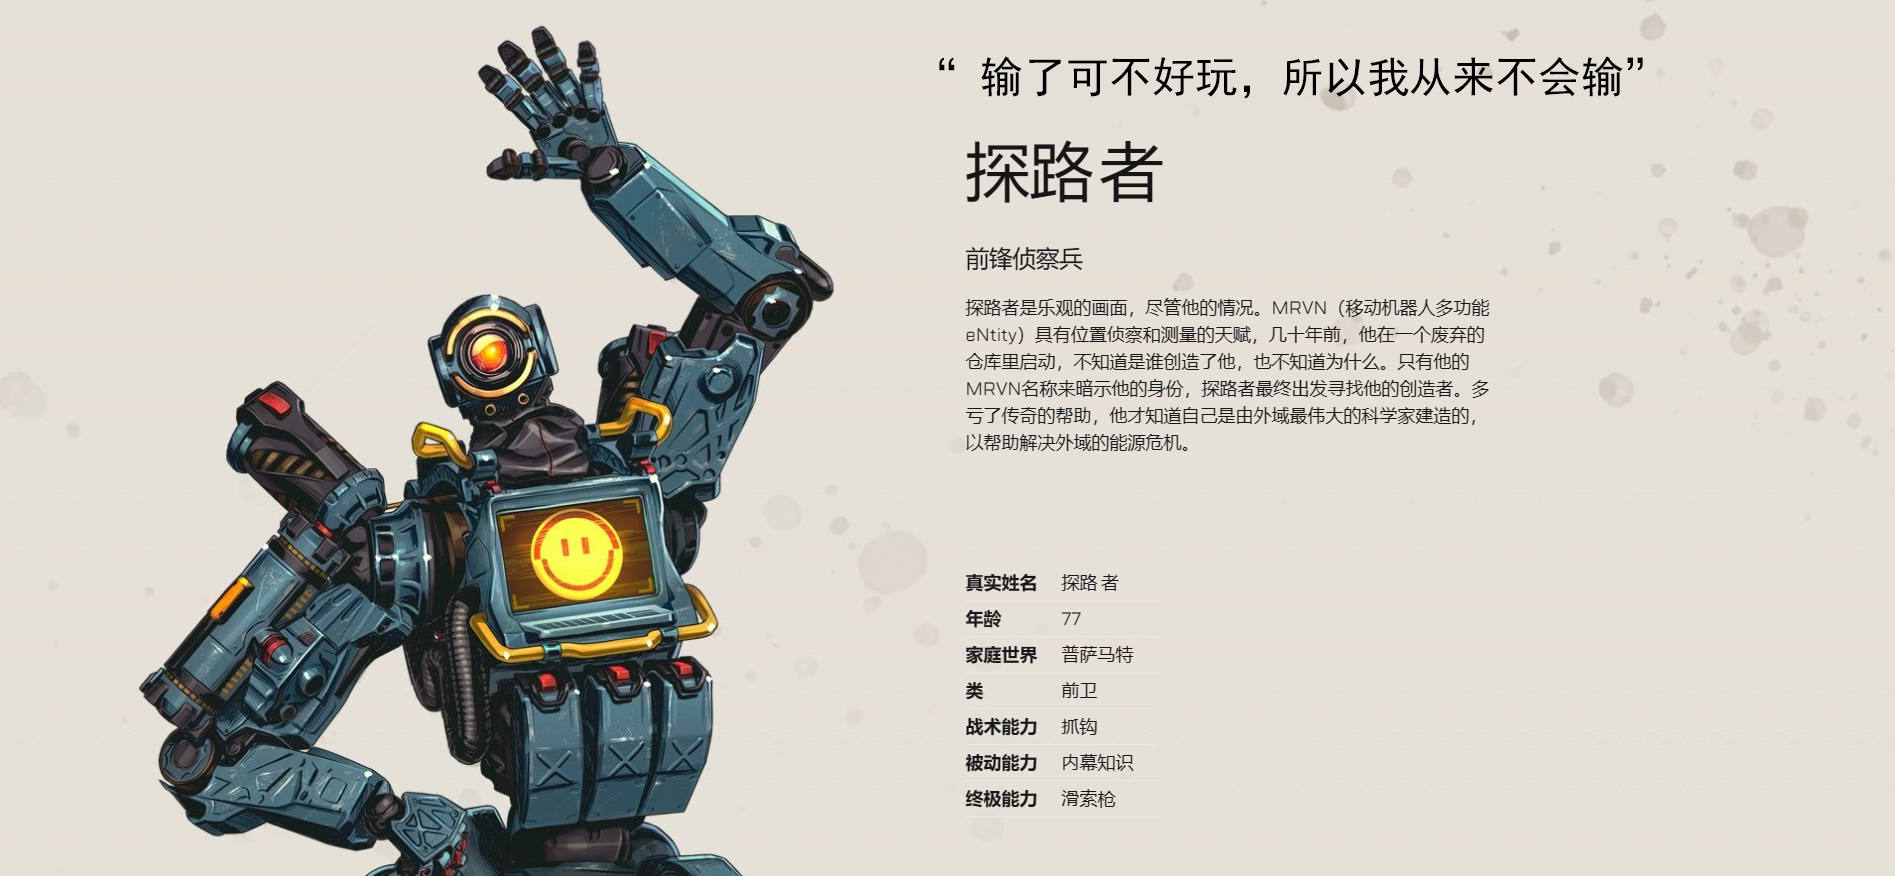 “ 输了可不好玩，所以我从来不会输”
探路者
前锋侦察兵
探路者是乐观的画面，尽管他的情况。MRVN（移动机器人多功能
eNtity）具有位置侦察和测量的天赋，几十年前，他在一个废弃的
仓库里启动，不知道是谁创造了他，也不知道为什么。只有他的
MRVN名称来暗示他的身份，探路者最终出发寻找他的创造者。多
亏了传奇的帮助，他才知道自己是由外域最伟大的科学家建造的，
以帮助解决外域的能源危机。
真实姓名 探路 者
年龄 77
家庭世界 普萨马特
类 前卫
战术能力 抓钩
被动能力 内幕知识
终极能力 滑索枪